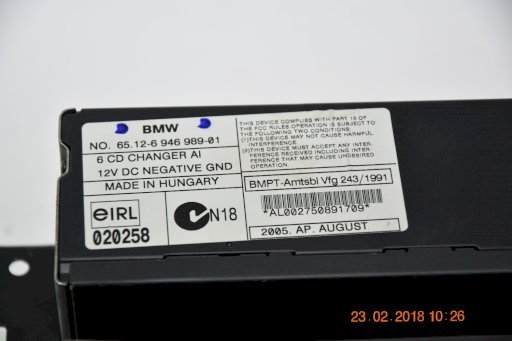 BMW
NO. 65.12-6 946 989-01
6 CD CHANGER AI
12V DC NEGATIVE GND
MADE IN HUNGARY
eIRL
020258
N18
THIS DEVICE COMPLIES WITH PART 15 OF
THE FCC RULES OPERATION IS SUBJECT TO
THE FOLLOWING TWO CONDITIONS
(1)THIS DEVICE MAY NOT CAUSE HARMFUL
INTERFERENCE
(2)THIS DEVICE MUST ACCEPT ANY INTER-
FERENCE RECEIVED INCLUDING INTER-
FERENCE THAT MAY CAUSE UNDESIRED
OPERATION
BMPT-Amtsbl Vfg 243/1991
*AL002750891709*
2005. AP. AUGUST
23.02.2018 10:26